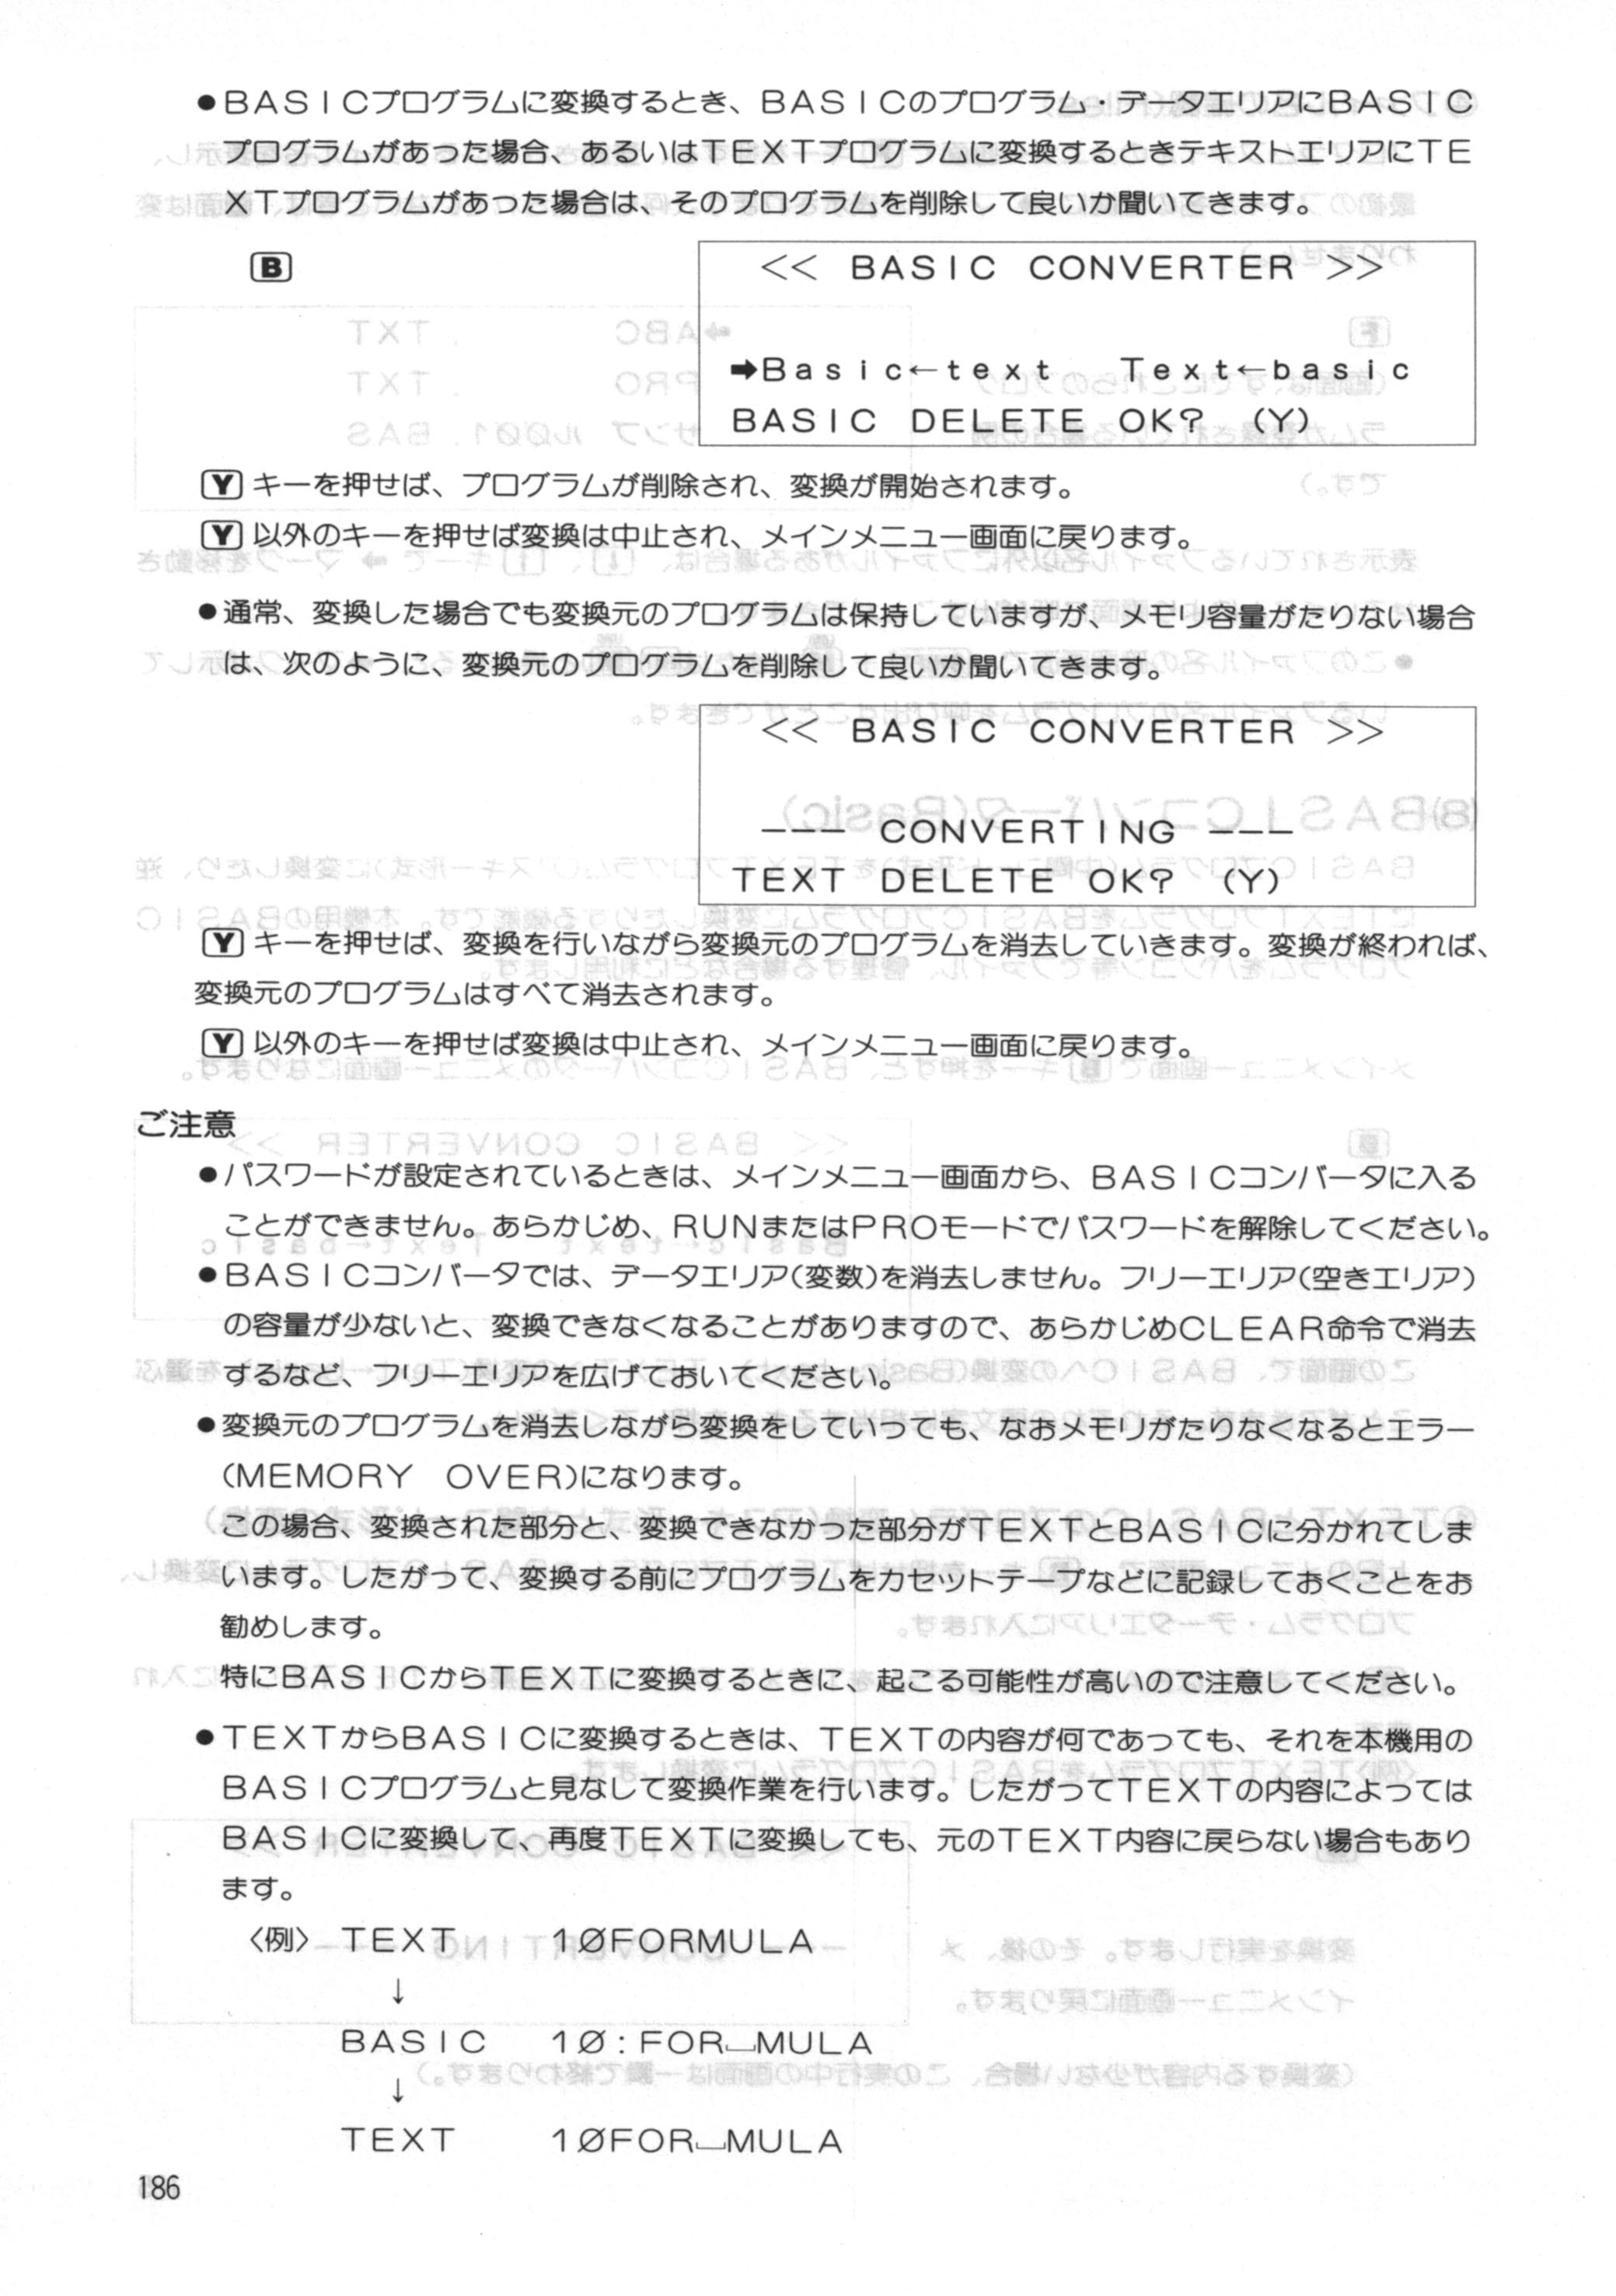 ●BASICプログラムに変換するとき、BASICのプログラム・データエリアにBASIC
プログラムがあった場合、あるいはTEXTプログラムに変換するときテキストエリアにTE
XTプログラムがあった場合は、そのプログラムを削除して良いか聞いてきます。
B
<< BASIC CONVERTER >>
➡Basic←text Text←basic
BASIC DELETE OK? (Y)
Y キーを押せば、プログラムが削除され、変換が開始されます。
Y 以外のキーを押せば変換は中止され、メインメニュー画面に戻ります。
●通常、変換した場合でも変換元のプログラムは保持していますが、メモリ容量がたりない場合
は、次のように、変換元のプログラムを削除して良いか聞いてきます。
<< BASIC CONVERTER >>
--- CONVERTING ---
TEXT DELETE OK? (Y)
Y キーを押せば、変換を行いながら変換元のプログラムを消去していきます。変換が終われば、
変換元のプログラムはすべて消去されます。
Y 以外のキーを押せば変換は中止され、メインメニュー画面に戻ります。
ご注意
●パスワードが設定されているときは、メインメニュー画面から、BASICコンバータに入る
ことができません。あらかじめ、RUNまたはPROモードでパスワードを解除してください。
●BASICコンバータでは、データエリア(変数)を消去しません。フリーエリア(空きエリア)
の容量が少ないと、変換できなくなることがありますので、あらかじめCLEAR命令で消去
するなど、フリーエリアを広げておいてください。
●変換元のプログラムを消去しながら変換をしていっても、なおメモリがたりなくなるとエラー
(MEMORY OVER)になります。
この場合、変換された部分と、変換できなかった部分がTEXTとBASICに分かれてしま
います。したがって、変換する前にプログラムをカセットテープなどに記録しておくことをお
勧めします。
特にBASICからTEXTに変換するときに、起こる可能性が高いので注意してください。
●TEXTからBASICに変換するときは、TEXTの内容が何であっても、それを本機用の
BASICプログラムと見なして変換作業を行います。したがってTEXTの内容によっては
BASICに変換して、再度TEXTに変換しても、元のTEXT内容に戻らない場合もあり
ます。
〈例〉 TEXT 1ØFORMULA
↓
BASIC 1Ø:FOR⎵MULA
↓
TEXT 1ØFOR⎵MULA
186